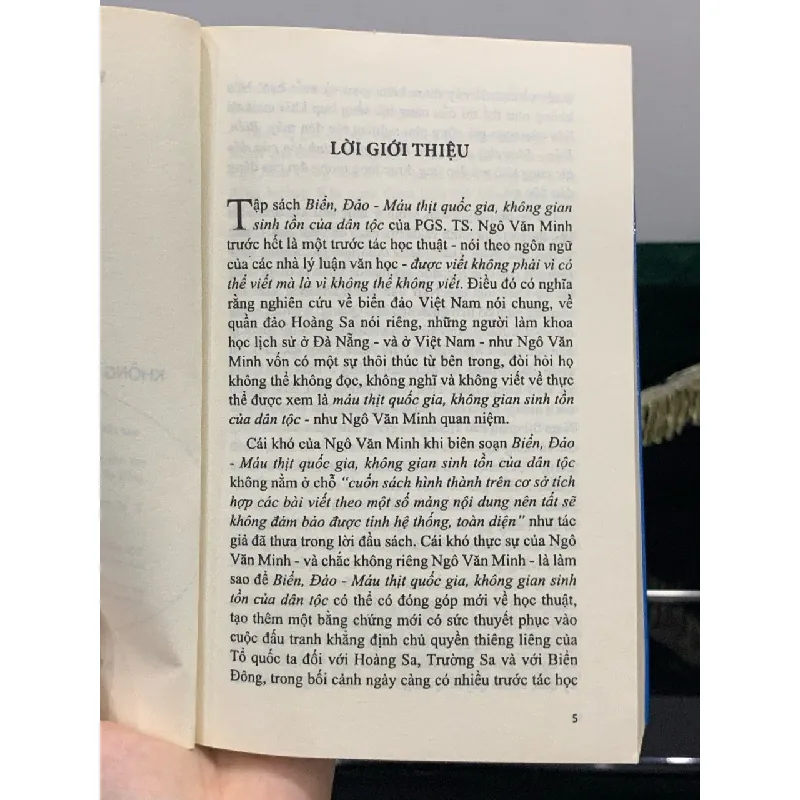 LỜI GIỚI THIỆU
Tập sách Biển, Đảo - Máu thịt quốc gia, không gian
sinh tồn của dân tộc của PGS. TS. Ngô Văn Minh
trước hết là một trước tác học thuật - nói theo ngôn ngữ
của các nhà lý luận văn học - được viết không phải vì có
thể viết mà là vì không thể không viết. Điều đó có nghĩa
rằng nghiên cứu về biển đảo Việt Nam nói chung, về
quần đảo Hoàng Sa nói riêng, những người làm khoa
học lịch sử ở Đà Nẵng - và ở Việt Nam - như Ngô Văn
Minh vốn có một sự thôi thúc từ bên trong, đòi hỏi họ
không thể không đọc, không nghĩ và không viết về thực
thể được xem là máu thịt quốc gia, không gian sinh tồn
của dân tộc - như Ngô Văn Minh quan niệm.
Cái khó của Ngô Văn Minh khi biên soạn Biển, Đảo
- Máu thịt quốc gia, không gian sinh tồn của dân tộc
không nằm ở chỗ "cuốn sách hình thành trên cơ sở tích
hợp các bài viết theo một số mảng nội dung nên tất sẽ
không đảm bảo được tính hệ thống, toàn diện" như tác
giả đã thưa trong lời đầu sách. Cái khó thực sự của Ngô
Văn Minh - và chắc không riêng Ngô Văn Minh - là làm
sao để Biển, Đảo - Máu thịt quốc gia, không gian sinh
tồn của dân tộc có thể có đóng góp mới về học thuật,
tạo thêm một bằng chứng mới có sức thuyết phục vào
cuộc đấu tranh khẳng định chủ quyền thiêng liêng của
Tổ quốc ta đối với Hoàng Sa, Trường Sa và với Biển
Đông, trong bối cảnh ngày càng có nhiều trước tác học
5